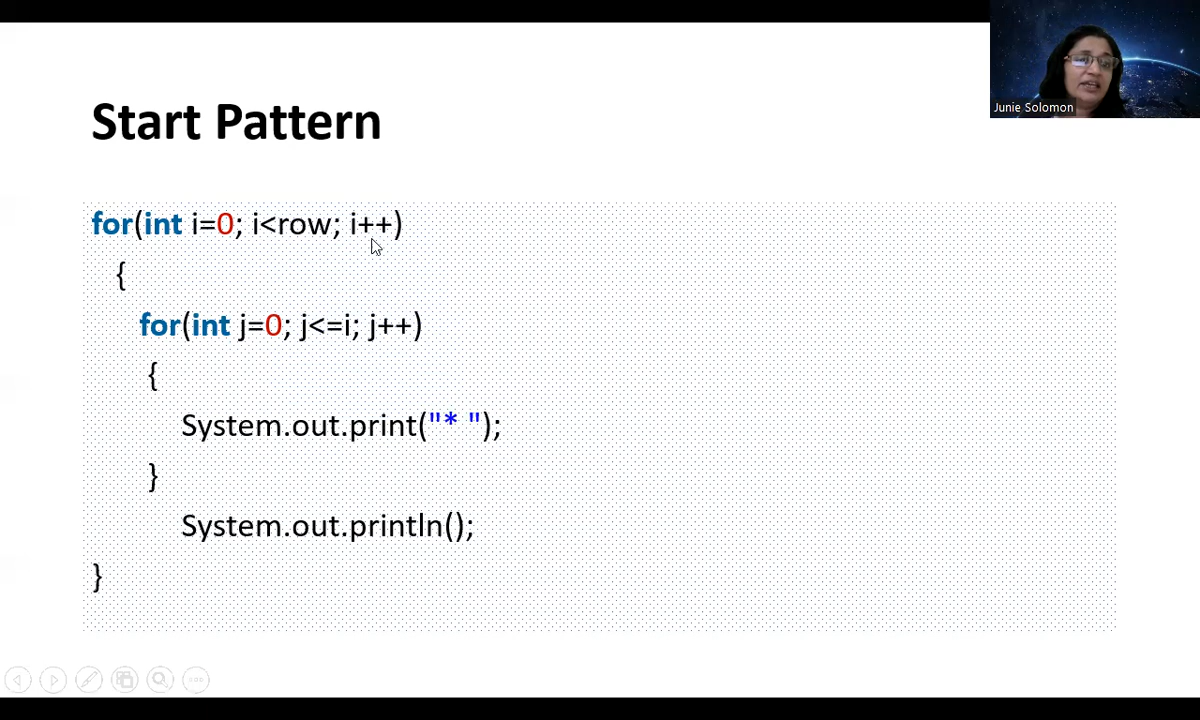 Junie Solomon
Start Pattern
for(int i=0; i<row; i++)
{
for(int j=0; j<=i; j++)
{
System.out.print("* ");
}
System.out.println();
}